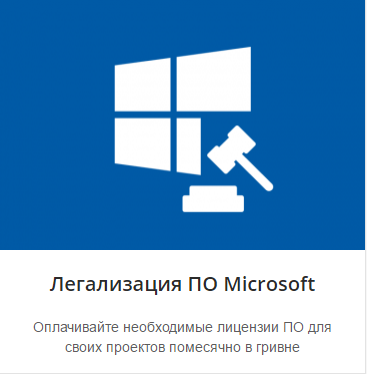 Легализация ПО Microsoft
Оплачивайте необходимые лицензии ПО для
своих проектов помесячно в гривне